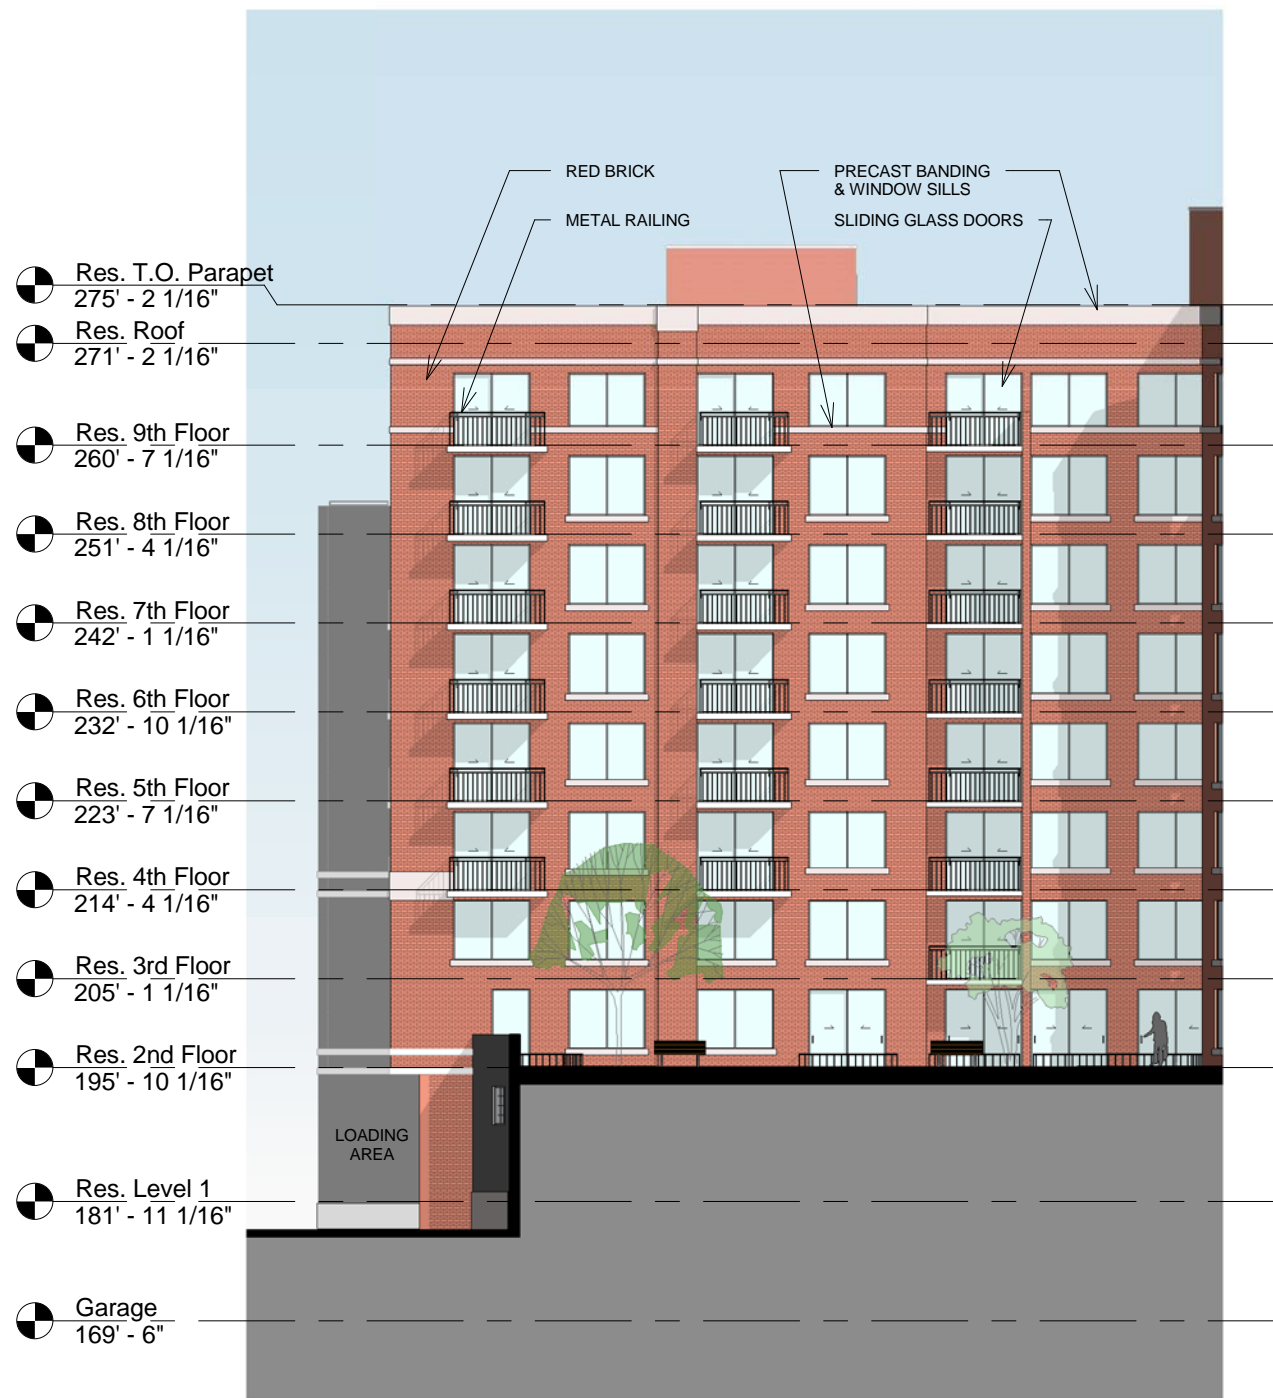 RED BRICK
METAL RAILING
PRECAST BANDING
& WINDOW SILLS
SLIDING GLASS DOORS
Res. T.O. Parapet
275' - 2 1/16"
Res. Roof
271' - 2 1/16"
Res. 9th Floor
260' - 7 1/16"
Res. 8th Floor
251' - 4 1/16"
Res. 7th Floor
242' - 1 1/16"
Res. 6th Floor
232' - 10 1/16"
Res. 5th Floor
223' - 7 1/16"
Res. 4th Floor
214' - 4 1/16"
Res. 3rd Floor
205' - 1 1/16"
Res. 2nd Floor
195' - 10 1/16"
LOADING
AREA
Res. Level 1
181' - 11 1/16"
Garage
169' - 6"